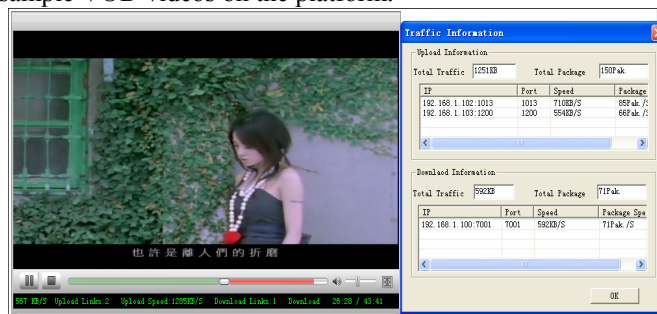 sample VOD videos on the platform.
也許是離人們的折磨
567 KB/S Upload Links:2 Upload Speed:1285KB/S Download Links:1 Download 26:28 / 43:41
Traffic Information
Upload Information
Total Traffic 1251KB Total Package 150Pak.
IP Port Speed Package
192.168.1.102:1013 1013 710KB/S 85Pak./
192.168.1.103:1200 1200 554KB/S 66Pak./
Downlaod Information
Total Traffic 592KB Total Package 71Pak.
IP Port Speed Package Spe
192.168.1.100:7001 7001 592KB/S 71Pak./S
OK